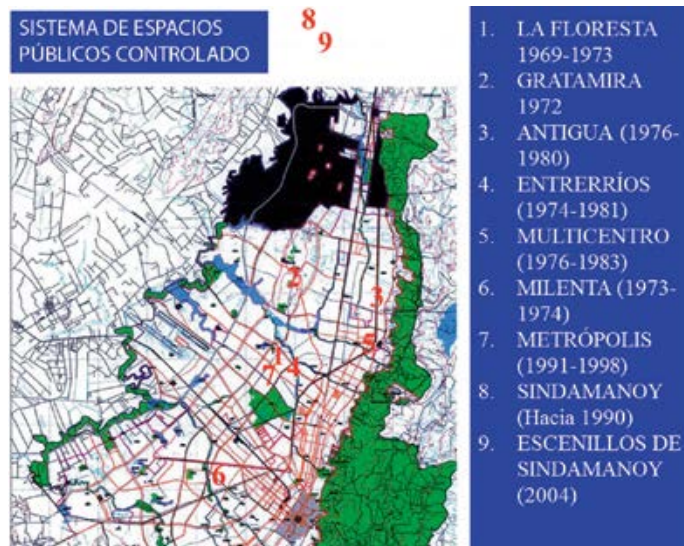 SISTEMA DE ESPACIOS
PÚBLICOS CONTROLADO
8
9
2
3
5
1
7 4
6
1. LA FLORESTA
1969-1973
2. GRATAMIRA
1972
3. ANTIGUA (1976-
1980)
4. ENTRERRÍOS
(1974-1981)
5. MULTICENTRO
(1976-1983)
6. MILENTA (1973-
1974)
7. METRÓPOLIS
(1991-1998)
8. SINDAMANOY
(Hacia 1990)
9. ESCENILLOS DE
SINDAMANOY
(2004)